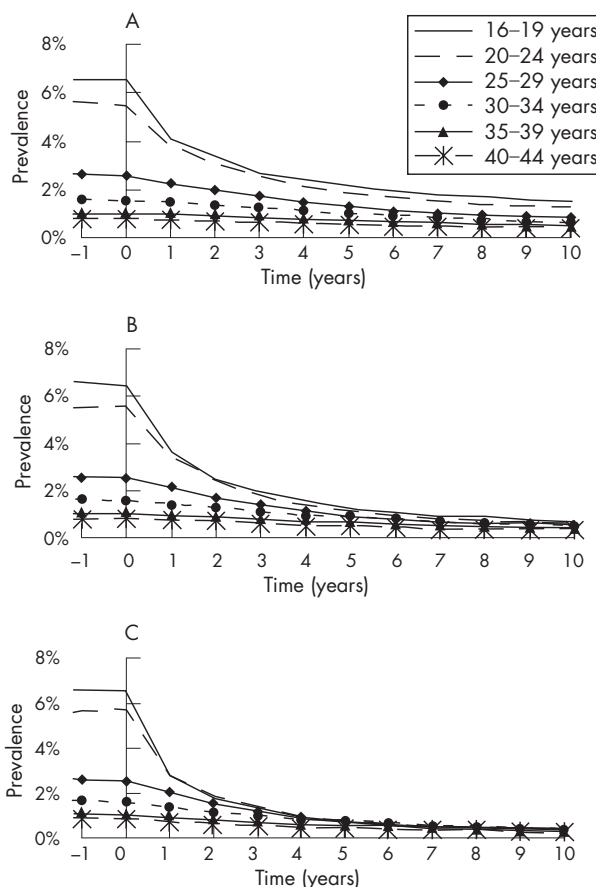 A
16–19 years
20–24 years
25–29 years
30–34 years
35–39 years
40–44 years
8%
6%
4%
2%
0%
Prevalence
–1 0 1 2 3 4 5 6 7 8 9 10
Time (years)
B
8%
6%
4%
2%
0%
Prevalence
–1 0 1 2 3 4 5 6 7 8 9 10
Time (years)
C
8%
6%
4%
2%
0%
Prevalence
–1 0 1 2 3 4 5 6 7 8 9 10
Time (years)